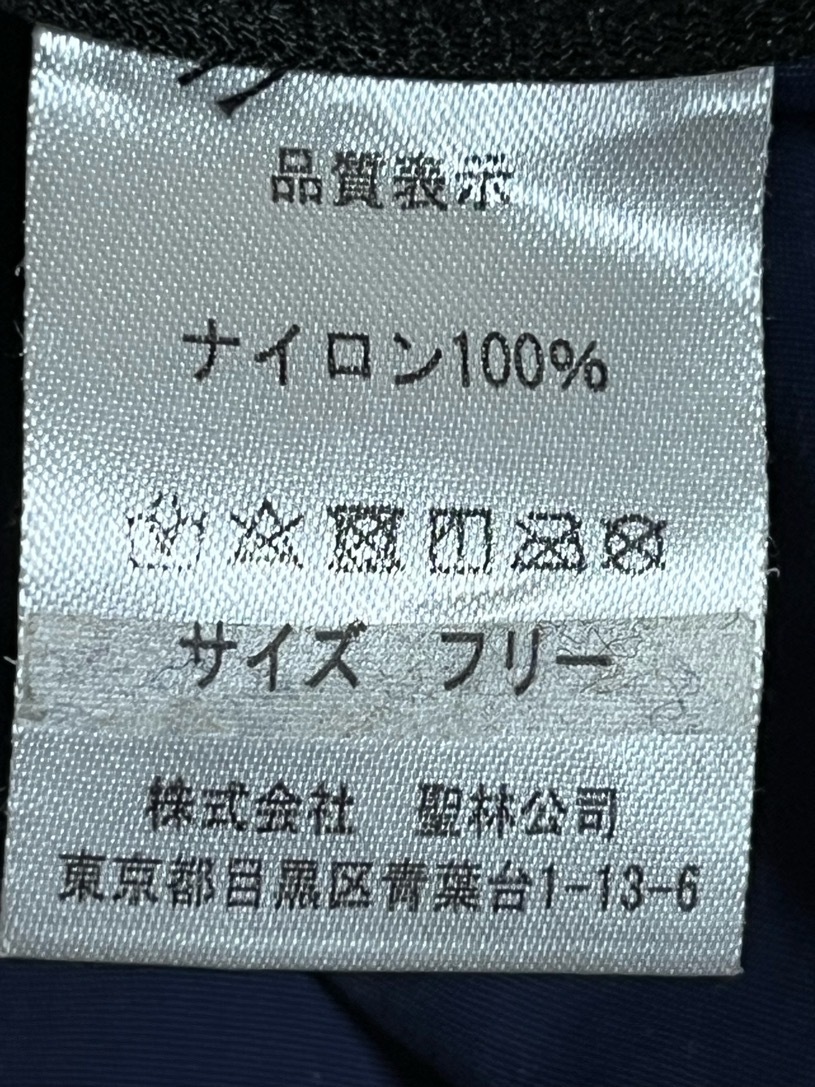 品質表示
ナイロン100%
サイズ　フリー
株式会社　聖林公司
東京都目黒区青葉台1-13-6